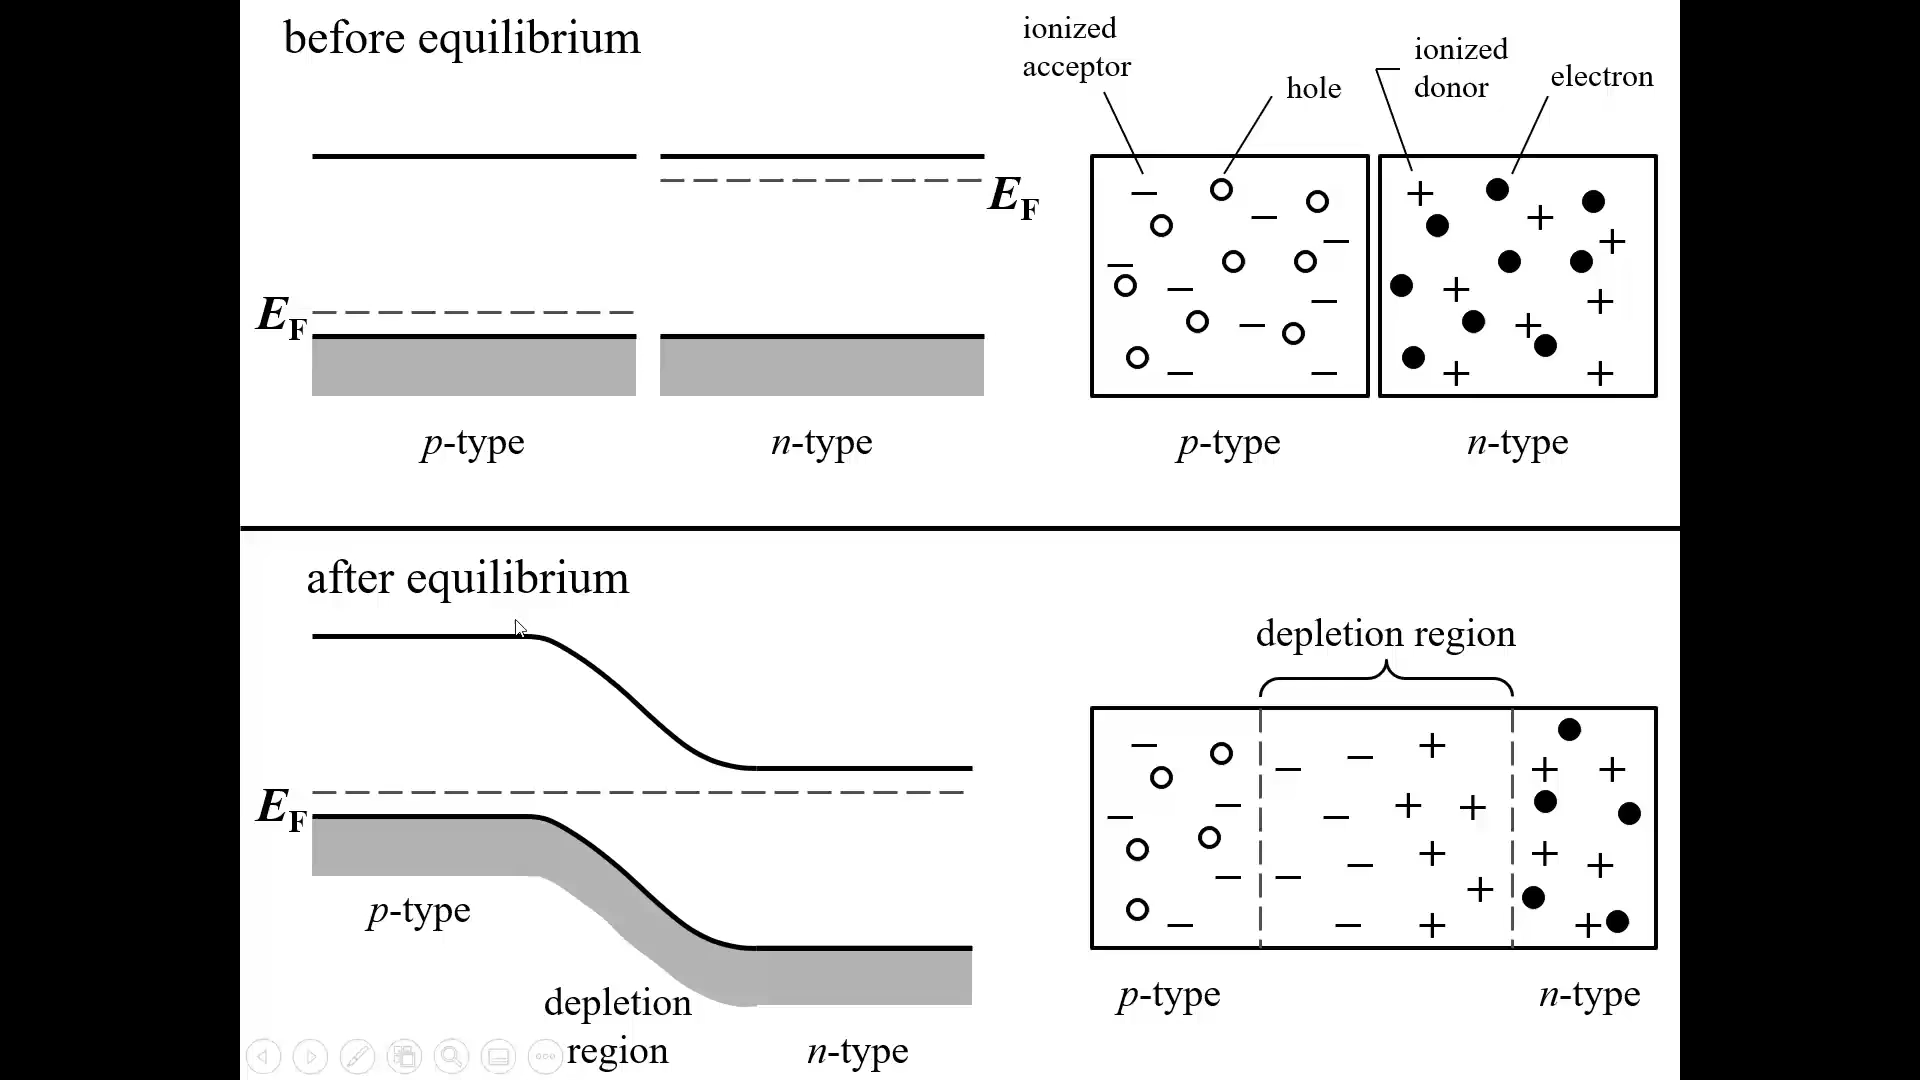 before equilibrium
ionized
acceptor
hole
ionized
donor
electron
E_F
E_F
p-type
n-type
p-type
n-type
after equilibrium
depletion region
E_F
p-type
depletion
region
n-type
p-type
n-type